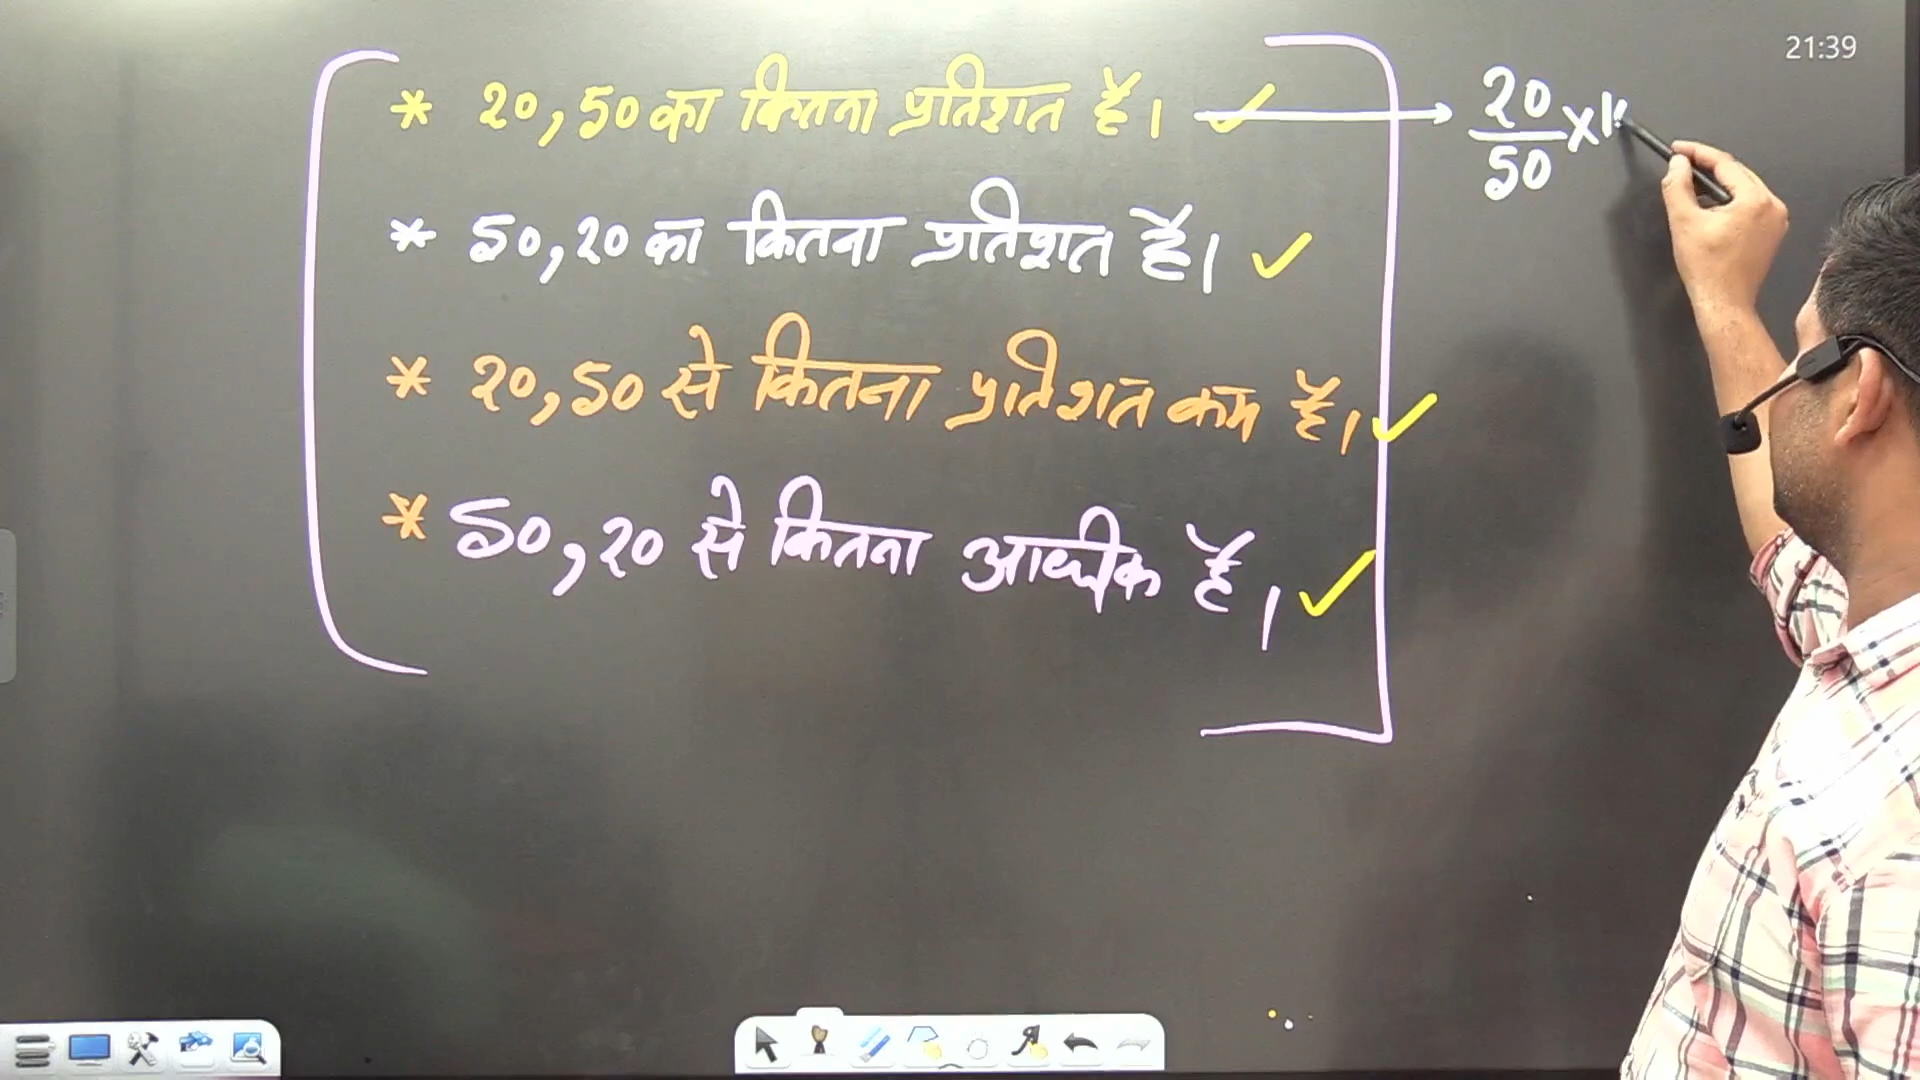 21:39
* 20,50 का कितना प्रतिशत है।
20/50 × 1
* 50,20 का कितना प्रतिशत है।
* 20,50 से कितना प्रतिशत कम है।
* 50,20 से कितना अधीक है।